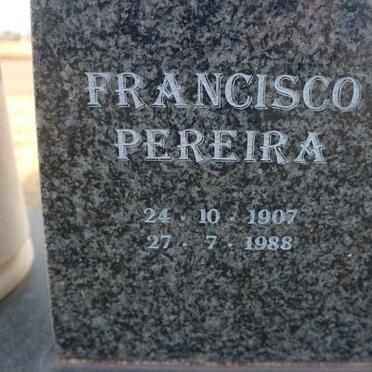 FRANCISCO
PEREIRA
24 · 10 · 1907
27 · 7 · 1988